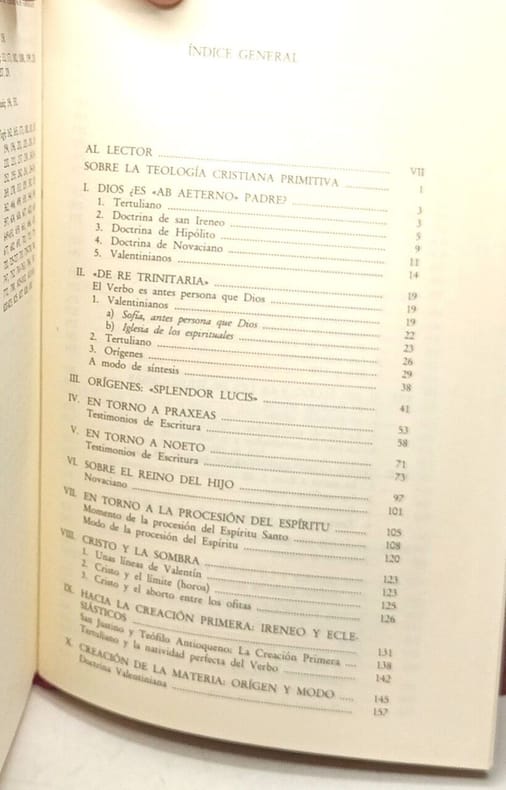 ÍNDICE GENERAL
AL LECTOR ........ VII
SOBRE LA TEOLOGÍA CRISTIANA PRIMITIVA ........ 1
I. DIOS ¿ES «AB AETERNO» PADRE? ........ 3
1. Tertuliano ........ 3
2. Doctrina de san Ireneo ........ 5
3. Doctrina de Hipólito ........ 9
4. Doctrina de Novaciano ........ 11
5. Valentinianos ........ 14
II. «DE RE TRINITARIA» ........ 19
El Verbo es antes persona que Dios ........ 19
1. Valentinianos ........ 19
a) Sofía, antes persona que Dios ........ 22
b) Iglesia de los espirituales ........ 23
2. Tertuliano ........ 26
3. Orígenes ........ 29
A modo de síntesis ........ 38
III. ORÍGENES: «SPLENDOR LUCIS» ........ 41
IV. EN TORNO A PRAXEAS ........ 53
Testimonios de Escritura ........ 58
V. EN TORNO A NOETO ........ 71
Testimonios de Escritura ........ 73
VI. SOBRE EL REINO DEL HIJO ........ 97
Novaciano ........ 101
VII. EN TORNO A LA PROCESIÓN DEL ESPÍRITU ........ 105
Momento de la procesión del Espíritu Santo ........ 108
Modo de la procesión del Espíritu ........ 120
VIII. CRISTO Y LA SOMBRA ........ 123
1. Unas líneas de Valentín ........ 123
2. Cristo y el límite (horos) ........ 125
3. Cristo y el aborto entre los ofitas ........ 126
IX. HACIA LA CREACIÓN PRIMERA: IRENEO Y ECLE-
SIÁSTICOS ........ 131
San Justino y Teófilo Antioqueno: La Creación Primera ........ 138
Tertuliano y la natividad perfecta del Verbo ........ 142
X. CREACIÓN DE LA MATERIA: ORÍGEN Y MODO ........ 145
Doctrina Valentiniana ........ 157